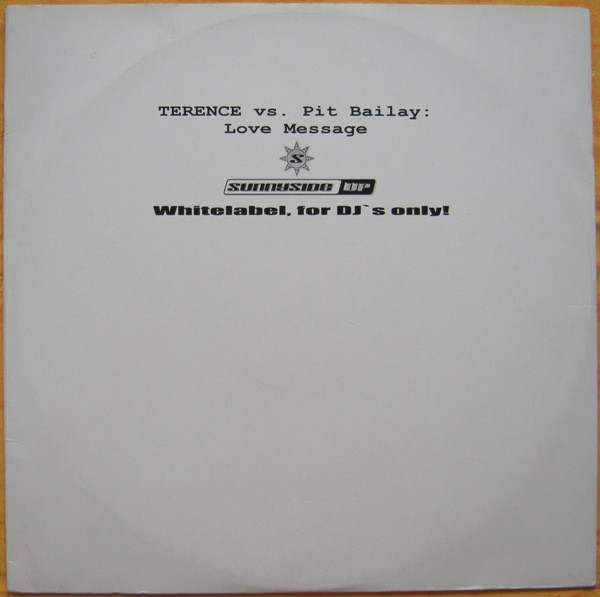 TERENCE vs. Pit Bailay:
Love Message
S
sunnyside UP
Whitelabel, for DJ`s only!